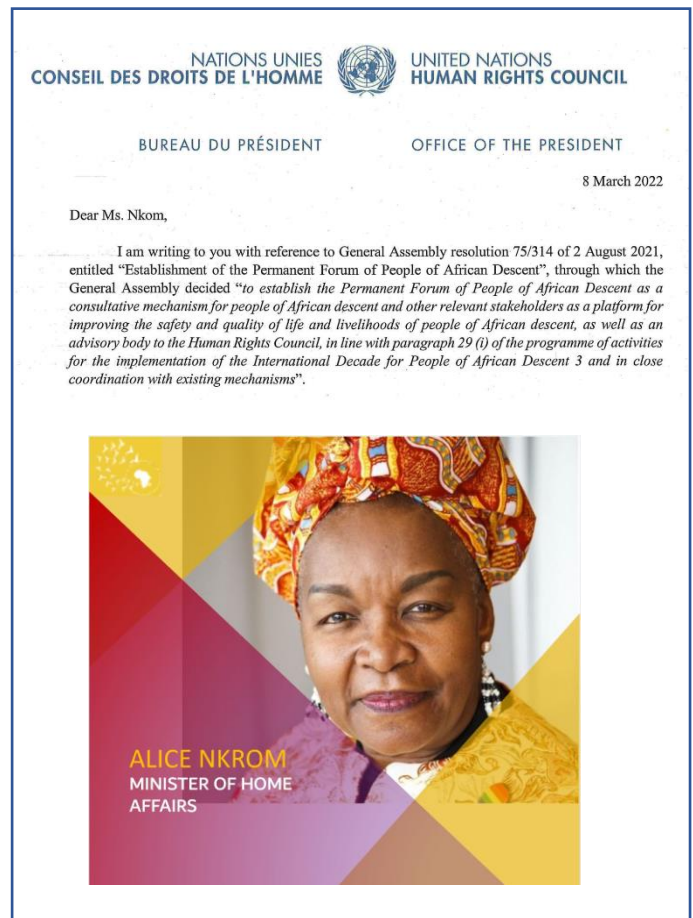 NATIONS UNIES
CONSEIL DES DROITS DE L'HOMME
UNITED NATIONS
HUMAN RIGHTS COUNCIL
BUREAU DU PRÉSIDENT
OFFICE OF THE PRESIDENT
8 March 2022
Dear Ms. Nkom,
I am writing to you with reference to General Assembly resolution 75/314 of 2 August 2021,
entitled “Establishment of the Permanent Forum of People of African Descent”, through which the
General Assembly decided “to establish the Permanent Forum of People of African Descent as a
consultative mechanism for people of African descent and other relevant stakeholders as a platform for
improving the safety and quality of life and livelihoods of people of African descent, as well as an
advisory body to the Human Rights Council, in line with paragraph 29 (i) of the programme of activities
for the implementation of the International Decade for People of African Descent 3 and in close
coordination with existing mechanisms”.
ALICE NKROM
MINISTER OF HOME
AFFAIRS